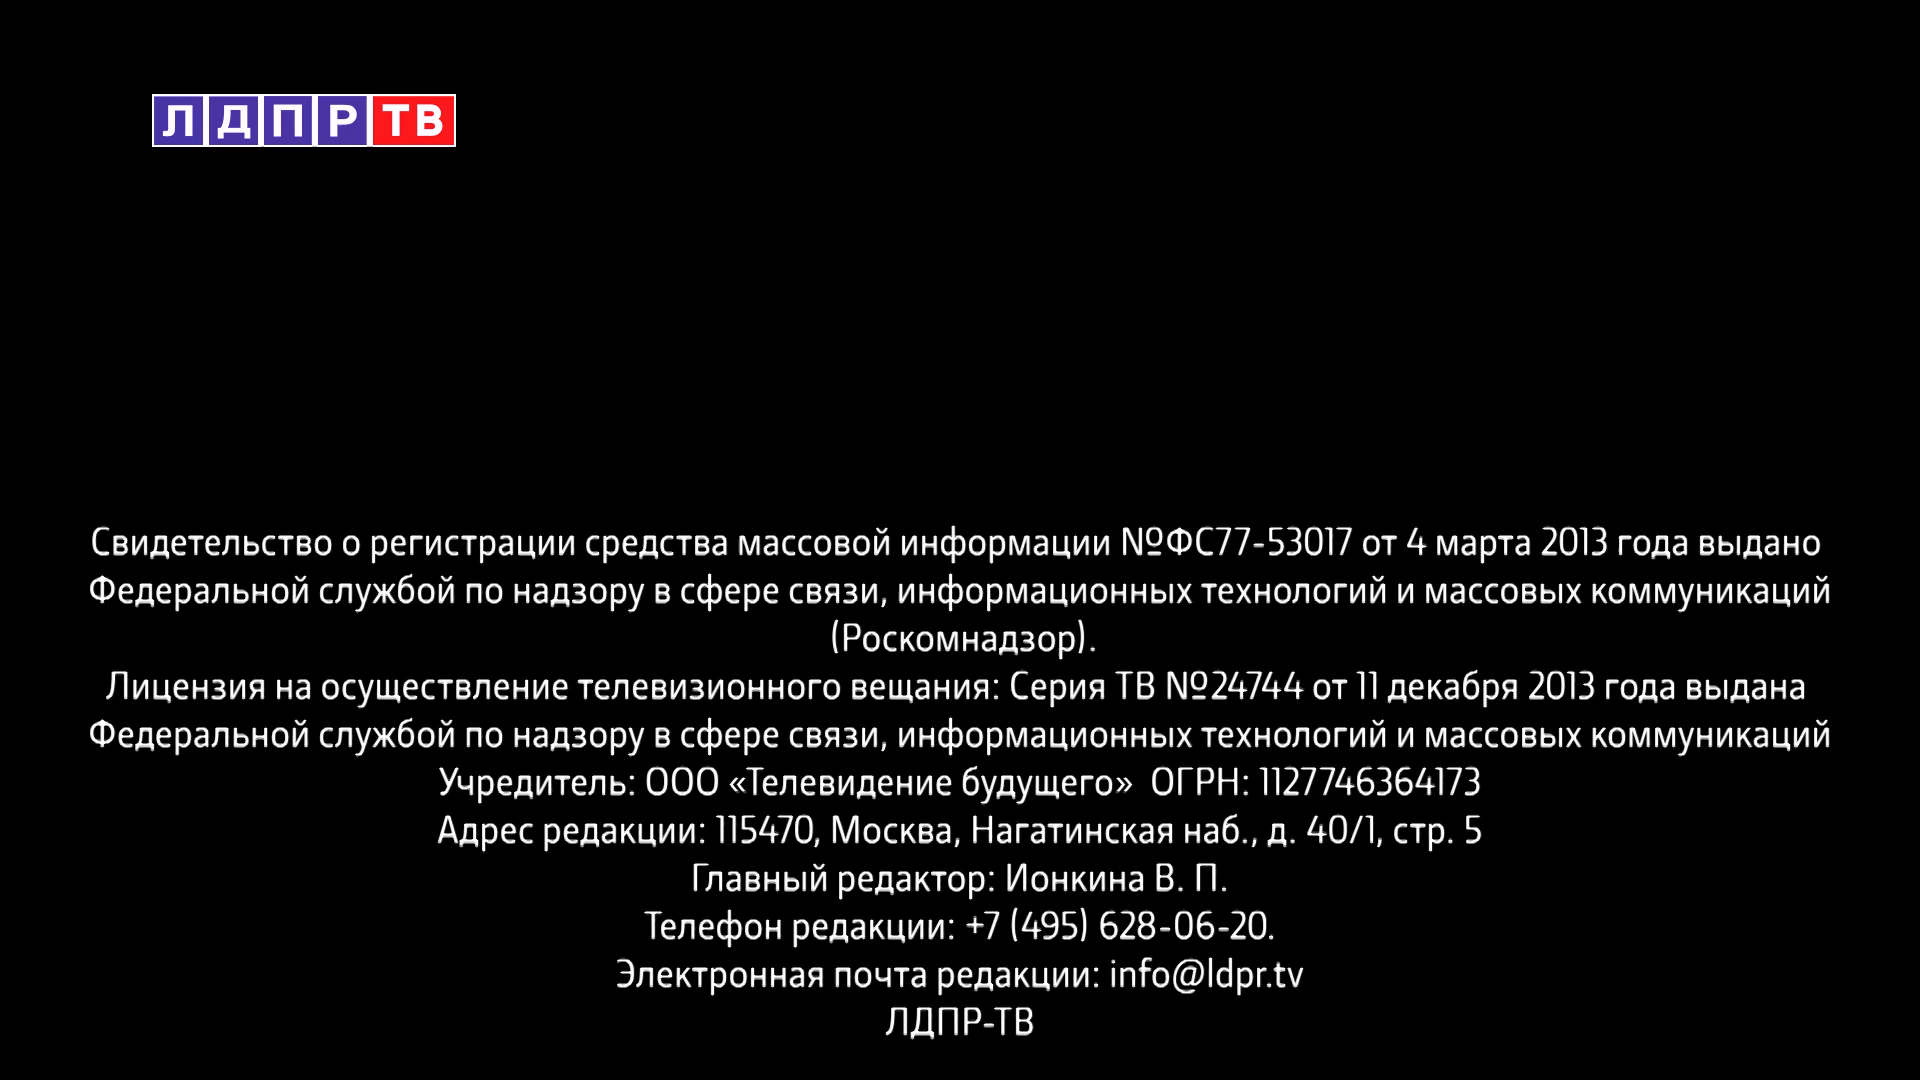 ЛДПР ТВ
Свидетельство о регистрации средства массовой информации №ФС77-53017 от 4 марта 2013 года выдано
Федеральной службой по надзору в сфере связи, информационных технологий и массовых коммуникаций
(Роскомнадзор).
Лицензия на осуществление телевизионного вещания: Серия ТВ №24744 от 11 декабря 2013 года выдана
Федеральной службой по надзору в сфере связи, информационных технологий и массовых коммуникаций
Учредитель: ООО «Телевидение будущего» ОГРН: 1127746364173
Адрес редакции: 115470, Москва, Нагатинская наб., д. 40/1, стр. 5
Главный редактор: Ионкина В. П.
Телефон редакции: +7 (495) 628-06-20.
Электронная почта редакции: info@ldpr.tv
ЛДПР-ТВ